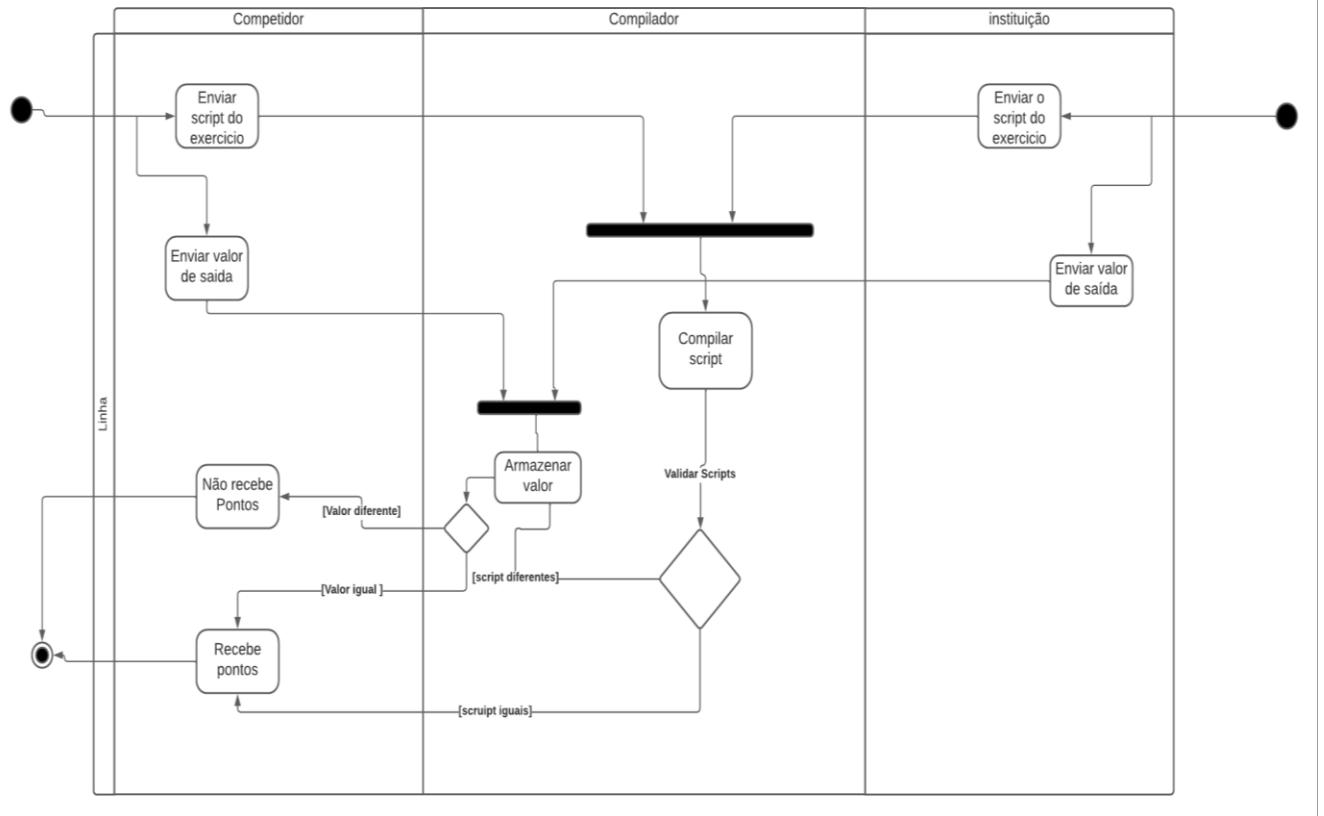 Competidor
Compilador
instituição
Linha
Enviar
script do
exercicio
Enviar o
script do
exercicio
Enviar valor
de saida
Enviar valor
de saída
Compilar
script
Armazenar
valor
Validar Scripts
Não recebe
Pontos
[Valor diferente]
[script diferentes]
[Valor igual ]
Recebe
pontos
[scruipt iguais]